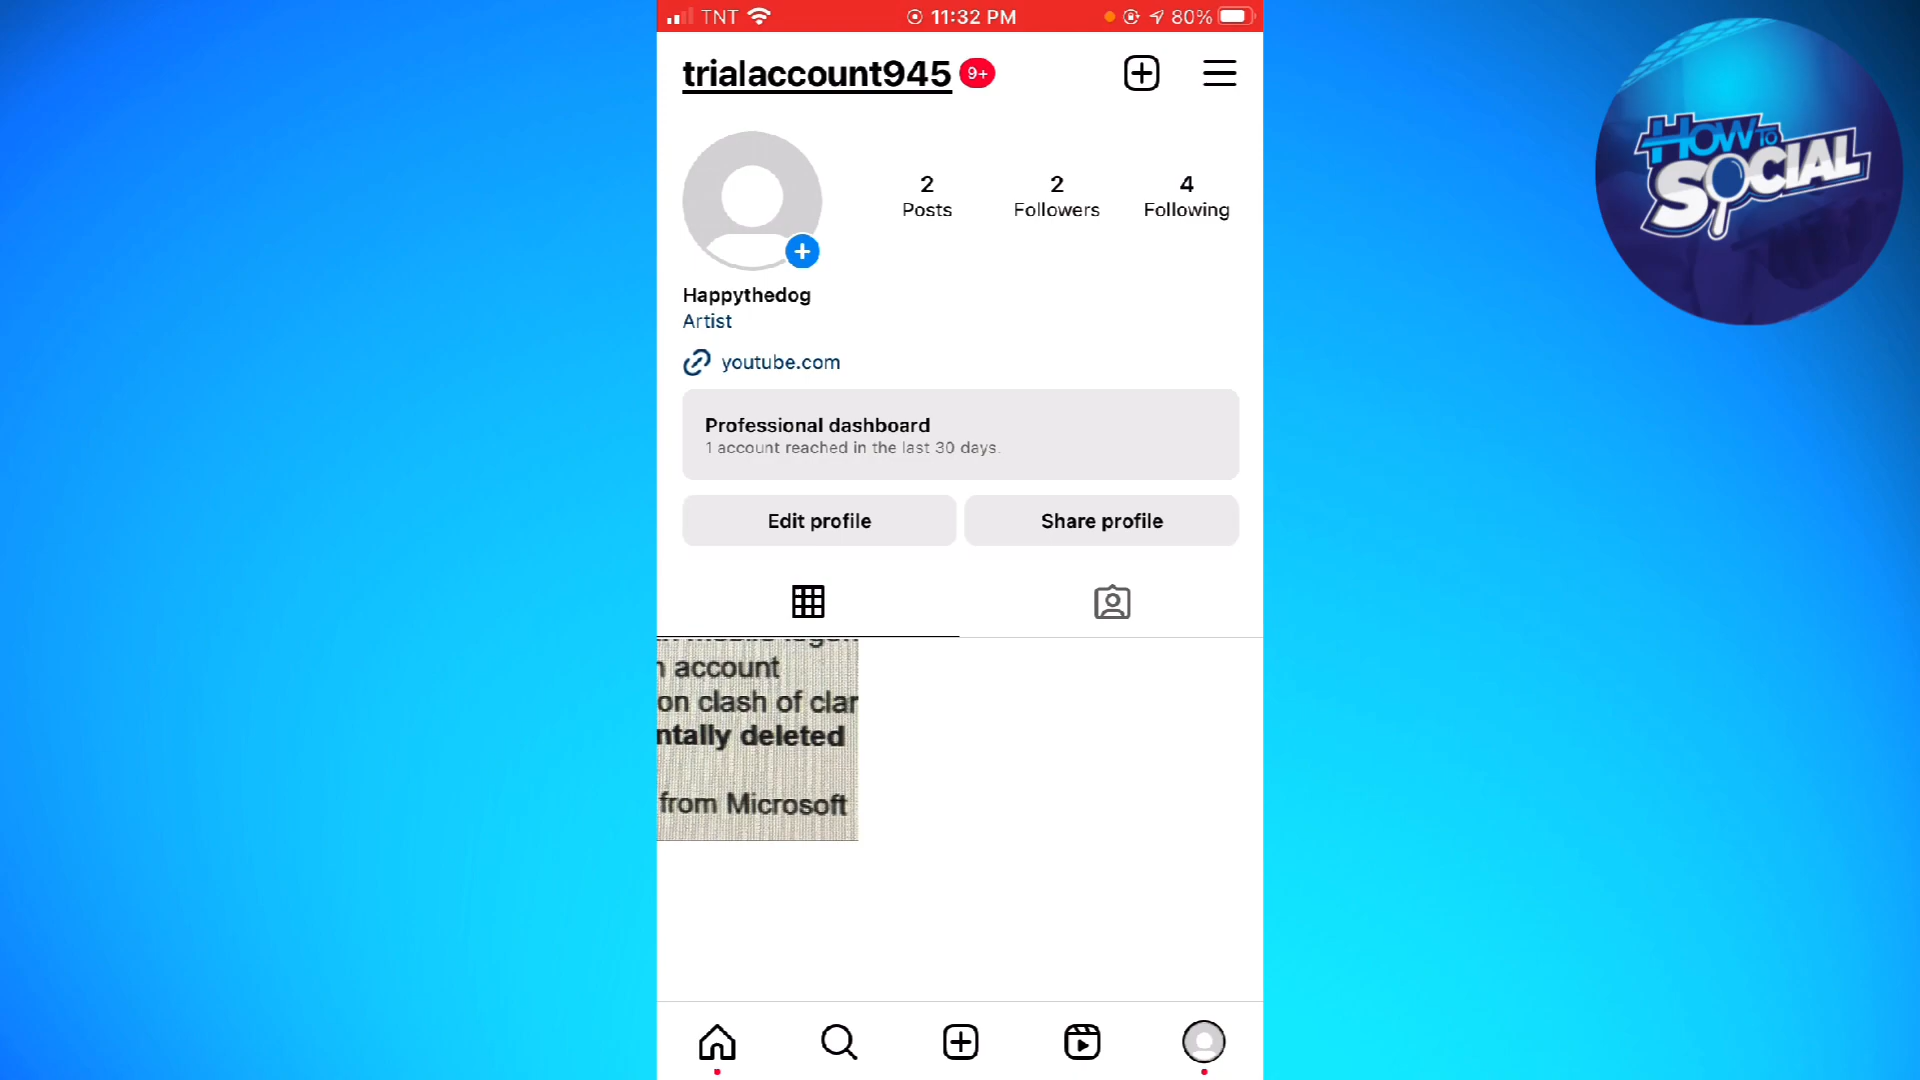 TNT 11:32 PM 80%
trialaccount945 9+
HOW TO
SOCIAL
2 2 4
Posts Followers Following
Happythedog
Artist
youtube.com
Professional dashboard
1 account reached in the last 30 days.
Edit profile Share profile
account
on clash of clar
ntally deleted
from Microsoft